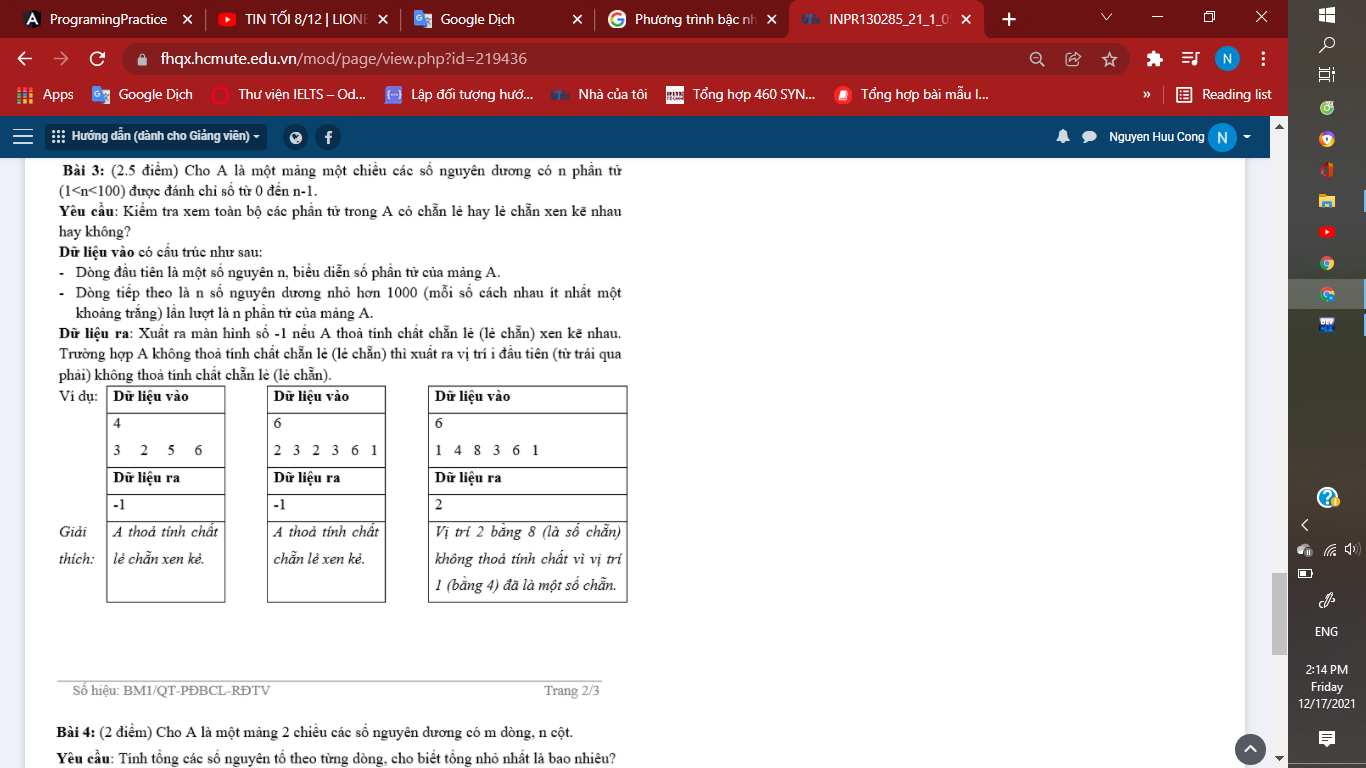 ProgramingPractice
TIN TỐI 8/12 | LIONE
Google Dịch
Phương trình bậc nh
INPR130285_21_1_0
fhqx.hcmute.edu.vn/mod/page/view.php?id=219436
N
Apps
Google Dịch
Thư viện IELTS – Od...
Lập đối tượng hướ...
Nhà của tôi
Tổng hợp 460 SYN...
Tổng hợp bài mẫu I...
»
Reading list
Hướng dẫn (dành cho Giảng viên)
Nguyen Huu Cong
N
Bài 3: (2.5 điểm) Cho A là một mảng một chiều các số nguyên dương có n phần tử
(1<n<100) được đánh chỉ số từ 0 đến n-1.
Yêu cầu: Kiểm tra xem toàn bộ các phần tử trong A có chẵn lẻ hay lẻ chẵn xen kẽ nhau
hay không?
Dữ liệu vào có cấu trúc như sau:
- Dòng đầu tiên là một số nguyên n, biểu diễn số phần tử của mảng A.
- Dòng tiếp theo là n số nguyên dương nhỏ hơn 1000 (mỗi số cách nhau ít nhất một
khoảng trắng) lần lượt là n phần tử của mảng A.
Dữ liệu ra: Xuất ra màn hình số -1 nếu A thoả tính chất chẵn lẻ (lẻ chẵn) xen kẽ nhau.
Trường hợp A không thoả tính chất chẵn lẻ (lẻ chẵn) thì xuất ra vị trí i đầu tiên (từ trái qua
phải) không thoả tính chất chẵn lẻ (lẻ chẵn).
Ví dụ: Dữ liệu vào Dữ liệu vào Dữ liệu vào
4 6 6
3 2 5 6 2 3 2 3 6 1 1 4 8 3 6 1
Dữ liệu ra Dữ liệu ra Dữ liệu ra
-1 -1 2
Giải A thoả tính chất A thoả tính chất Vị trí 2 bằng 8 (là số chẵn)
thích: lẻ chẵn xen kẻ. chẵn lẻ xen kẻ. không thoả tính chất vì vị trí
1 (bằng 4) đã là một số chẵn.
Số hiệu: BM1/QT-PĐBCL-RĐTV Trang 2/3
Bài 4: (2 điểm) Cho A là một mảng 2 chiều các số nguyên dương có m dòng, n cột.
Yêu cầu: Tính tổng các số nguyên tố theo từng dòng, cho biết tổng nhỏ nhất là bao nhiêu?
ENG
2:14 PM
Friday
12/17/2021